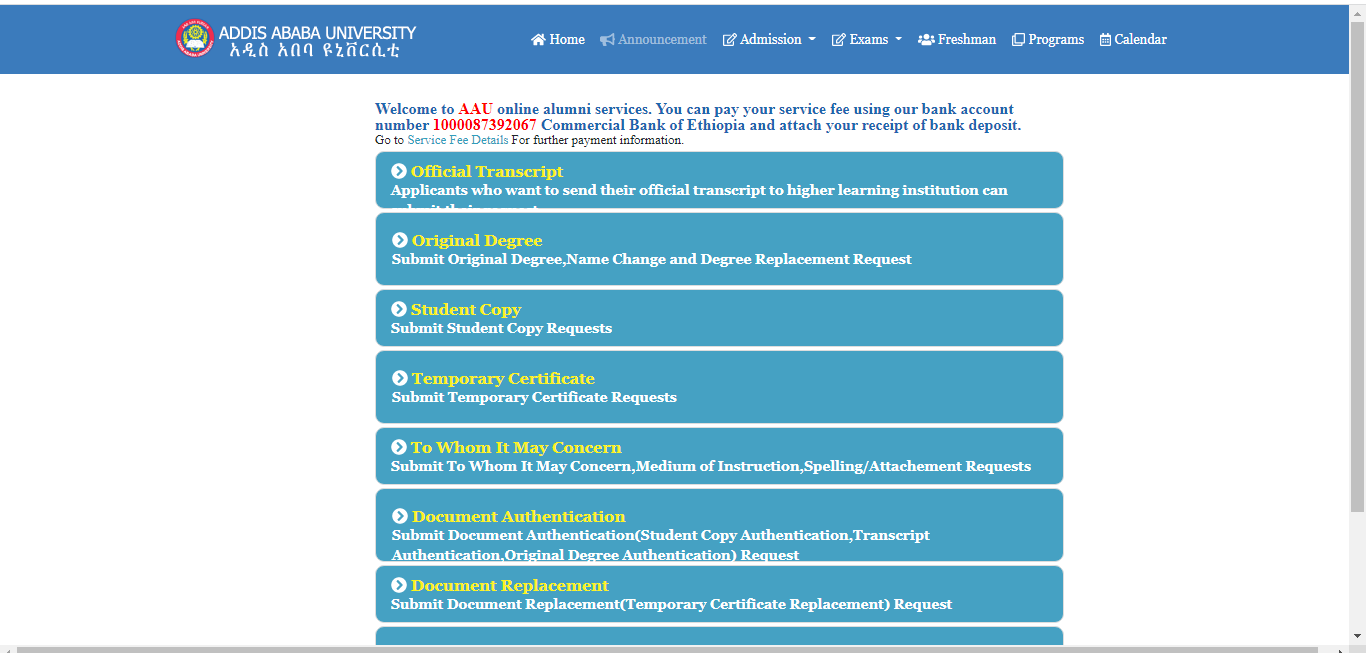 ADDIS ABABA UNIVERSITY
አዲስ አበባ ዩኒቨርሲቲ
Home Announcement Admission Exams Freshman Programs Calendar
Welcome to AAU online alumni services. You can pay your service fee using our bank account
number 1000087392067 Commercial Bank of Ethiopia and attach your receipt of bank deposit.
Go to Service Fee Details For further payment information.
Official Transcript
Applicants who want to send their official transcript to higher learning institution can
Original Degree
Submit Original Degree,Name Change and Degree Replacement Request
Student Copy
Submit Student Copy Requests
Temporary Certificate
Submit Temporary Certificate Requests
To Whom It May Concern
Submit To Whom It May Concern,Medium of Instruction,Spelling/Attachement Requests
Document Authentication
Submit Document Authentication(Student Copy Authentication,Transcript
Authentication,Original Degree Authentication) Request
Document Replacement
Submit Document Replacement(Temporary Certificate Replacement) Request